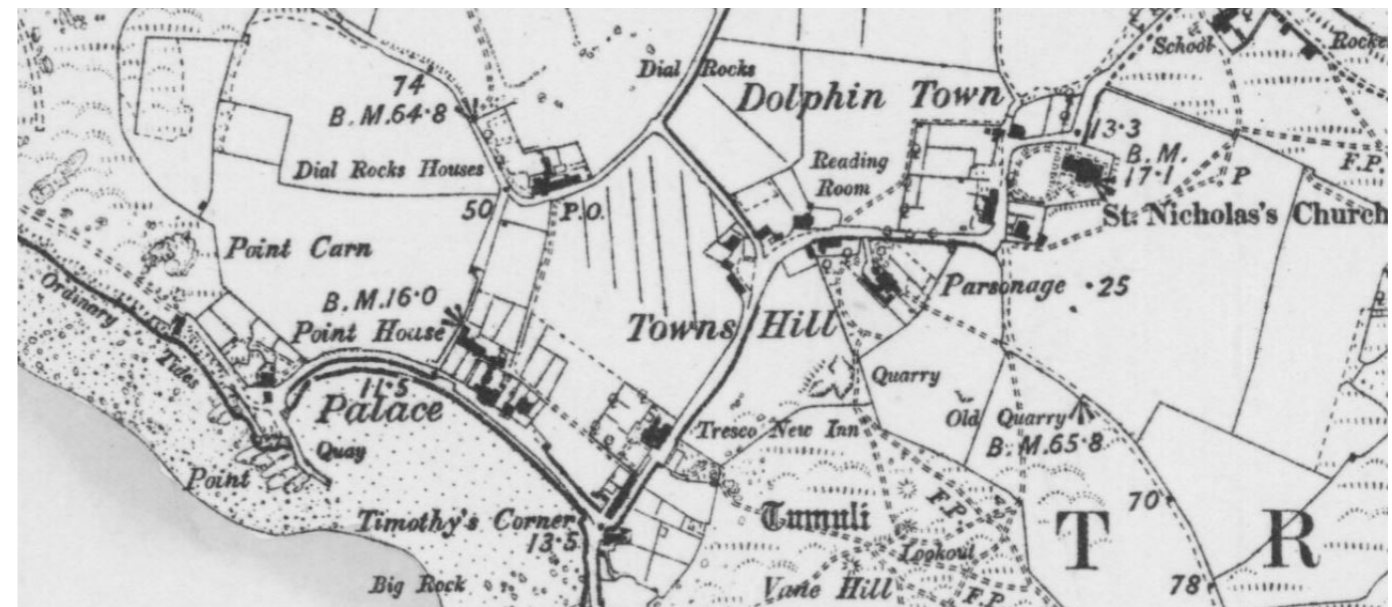 School
Rocke
Dial Rocks
74
B.M.64·8
Dolphin Town
13·3
B.M.
17·1
F.P.
P
Dial Rocks Houses
Reading
Room
50
P.O.
St. Nicholas's Church
Point Carn
Ordinary
Tides
B.M.16·0
Point House
Towns Hill
Parsonage
·25
11·5
Palace
Quarry
Old Quarry
B.M.65·8
Tresco New Inn
Quay
Point
70
F.P.
Timothy's Corner
13·5
Tumuli
T R
Lookout
Big Rock
Vane Hill
F.P.
78